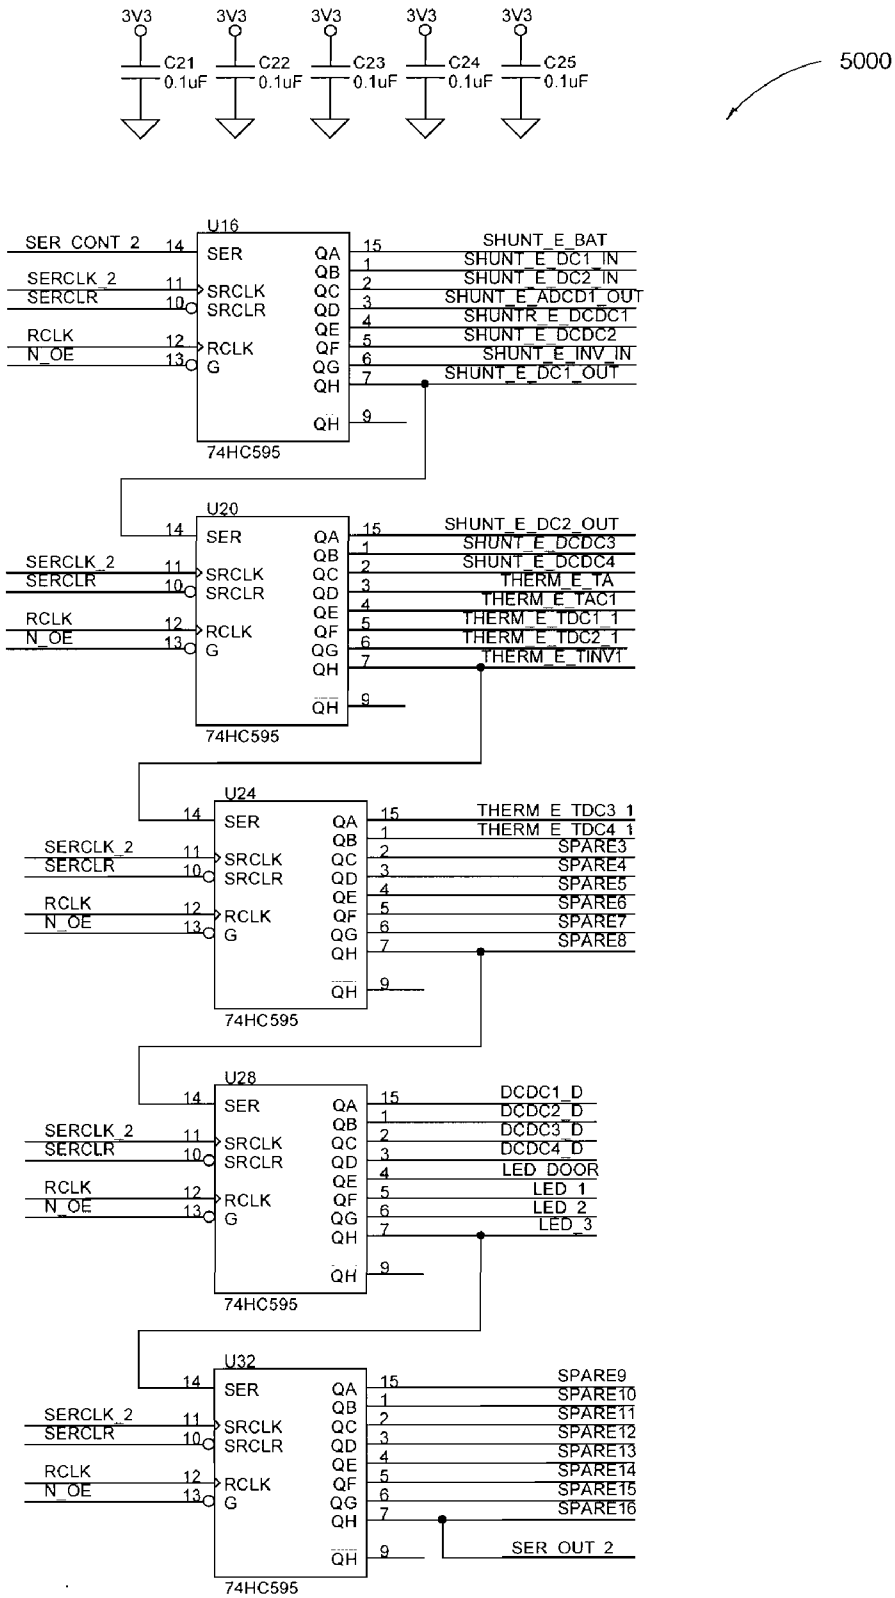 3V3 3V3 3V3 3V3 3V3
C21 C22 C23 C24 C25
0.1uF 0.1uF 0.1uF 0.1uF 0.1uF
5000
U16
SER_CONT_2 14 SER QA 15 SHUNT_E_BAT
QB 1 SHUNT_E_DC1_IN
SERCLK_2 11 SRCLK QC 2 SHUNT_E_DC2_IN
SERCLR 10 SRCLR QD 3 SHUNT_E_ADCD1_OUT
QE 4 SHUNTR_E_DCDC1
RCLK 12 RCLK QF 5 SHUNT_E_DCDC2
N_OE 13 G QG 6 SHUNT_E_INV_IN
QH 7 SHUNT_E_DC1_OUT
QH 9
74HC595
U20
14 SER QA 15 SHUNT_E_DC2_OUT
QB 1 SHUNT_E_DCDC3
SERCLK_2 11 SRCLK QC 2 SHUNT_E_DCDC4
SERCLR 10 SRCLR QD 3 THERM_E_TA
QE 4 THERM_E_TAC1
RCLK 12 RCLK QF 5 THERM_E_TDC1_1
N_OE 13 G QG 6 THERM_E_TDC2_1
QH 7 THERM_E_TINV1
QH 9
74HC595
U24
14 SER QA 15 THERM_E_TDC3_1
QB 1 THERM_E_TDC4_1
SERCLK_2 11 SRCLK QC 2 SPARE3
SERCLR 10 SRCLR QD 3 SPARE4
QE 4 SPARE5
RCLK 12 RCLK QF 5 SPARE6
N_OE 13 G QG 6 SPARE7
QH 7 SPARE8
QH 9
74HC595
U28
14 SER QA 15 DCDC1_D
QB 1 DCDC2_D
SERCLK_2 11 SRCLK QC 2 DCDC3_D
SERCLR 10 SRCLR QD 3 DCDC4_D
QE 4 LED_DOOR
RCLK 12 RCLK QF 5 LED_1
N_OE 13 G QG 6 LED_2
QH 7 LED_3
QH 9
74HC595
U32
14 SER QA 15 SPARE9
QB 1 SPARE10
SERCLK_2 11 SRCLK QC 2 SPARE11
SERCLR 10 SRCLR QD 3 SPARE12
QE 4 SPARE13
RCLK 12 RCLK QF 5 SPARE14
N_OE 13 G QG 6 SPARE15
QH 7 SPARE16
QH 9 SER_OUT_2
74HC595